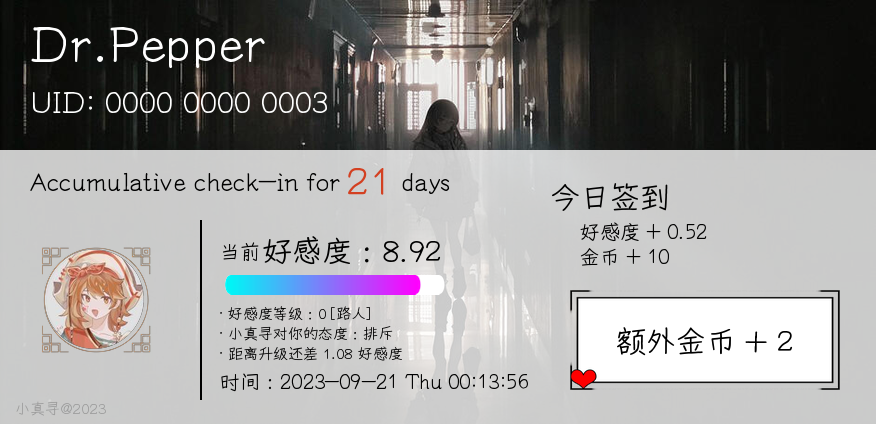 Dr.Pepper
UID: 0000 0000 0003
Accumulative check-in for 21 days
当前好感度：8.92
· 好感度等级：0 [路人]
· 小真寻对你的态度：排斥
· 距离升级还差 1.08 好感度
时间：2023-09-21 Thu 00:13:56
今日签到
好感度 + 0.52
金币 + 10
额外金币 + 2
小真寻@2023